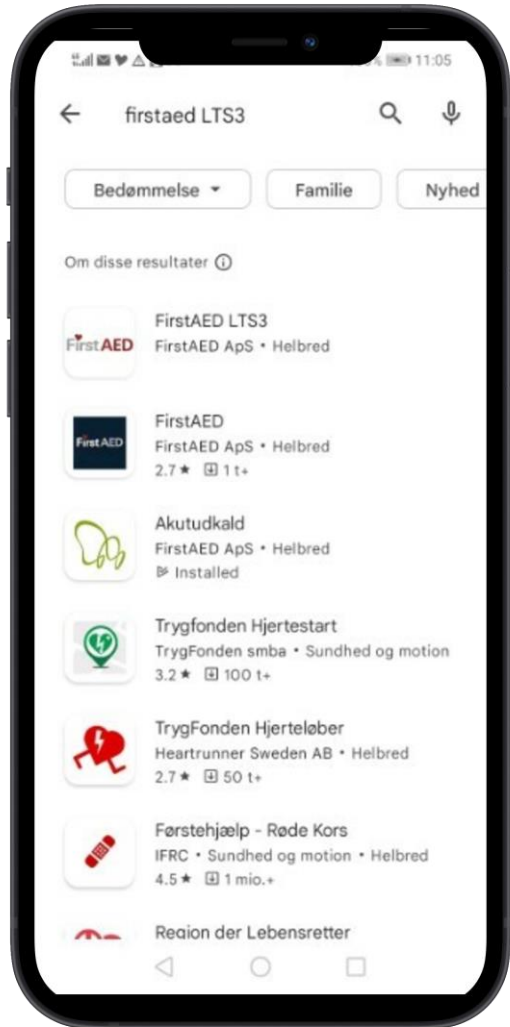 11:05
firstaed LTS3
Bedømmelse
Familie
Nyhed
Om disse resultater
FirstAED
FirstAED LTS3
FirstAED ApS • Helbred
FirstAED
FirstAED
FirstAED ApS • Helbred
2.7★ 1 t+
Akutudkald
FirstAED ApS • Helbred
Installed
Trygfonden Hjertestart
TrygFonden smba • Sundhed og motion
3.2★ 100 t+
TrygFonden Hjerteløber
Heartrunner Sweden AB • Helbred
2.7★ 50 t+
Førstehjælp - Røde Kors
IFRC • Sundhed og motion • Helbred
4.5★ 1 mio.+
Region der Lebensretter